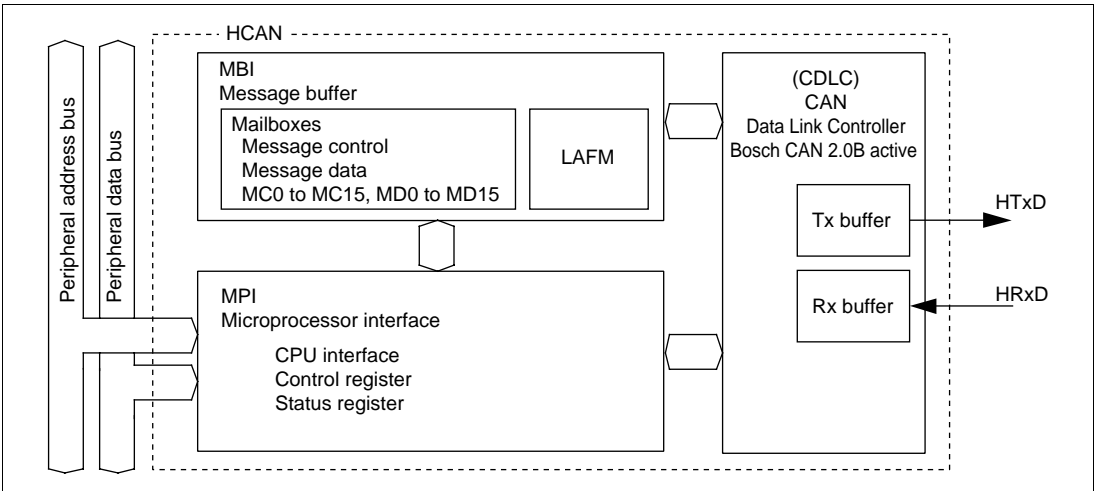 Peripheral address bus
Peripheral data bus
HCAN
MBI
Message buffer
Mailboxes
Message control
Message data
MC0 to MC15, MD0 to MD15
LAFM
MPI
Microprocessor interface
CPU interface
Control register
Status register
(CDLC)
CAN
Data Link Controller
Bosch CAN 2.0B active
Tx buffer
Rx buffer
HTxD
HRxD